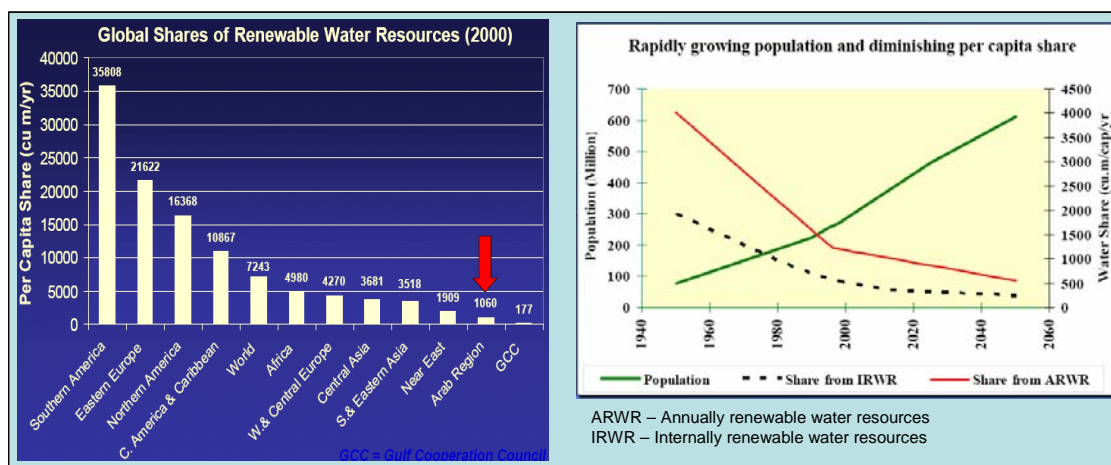 Global Shares of Renewable Water Resources (2000)
Per Capita Share (cu m/yr)
40000
35000
30000
25000
20000
15000
10000
5000
0
35808
21622
16368
10867
7243
4980
4270
3681
3518
1909
1060
177
Southern America
Eastern Europe
Northern America
C. America & Caribbean
World
Africa
W.& Central Europe
Central Asia
S.& Eastern Asia
Near East
Arab Region
GCC
GCC = Gulf Cooperation Council
Rapidly growing population and diminishing per capita share
Population (Million)
700
600
500
400
300
200
100
0
4500
4000
3500
3000
2500
2000
1500
1000
500
0
Water Share (cu.m/cap/yr
1940
1960
1980
2000
2020
2040
2060
Population
Share from IRWR
Share from ARWR
ARWR – Annually renewable water resources
IRWR – Internally renewable water resources